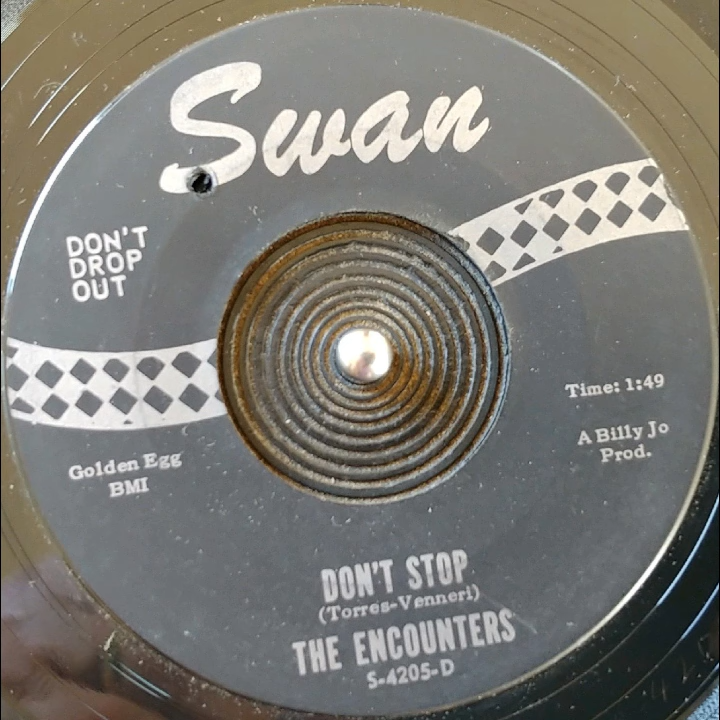 Swan
DON'T
DROP
OUT
Time: 1:49
A Billy Jo
Prod.
Golden Egg
BMI
DON'T STOP
(Torres-Venneri)
THE ENCOUNTERS
S-4205-D